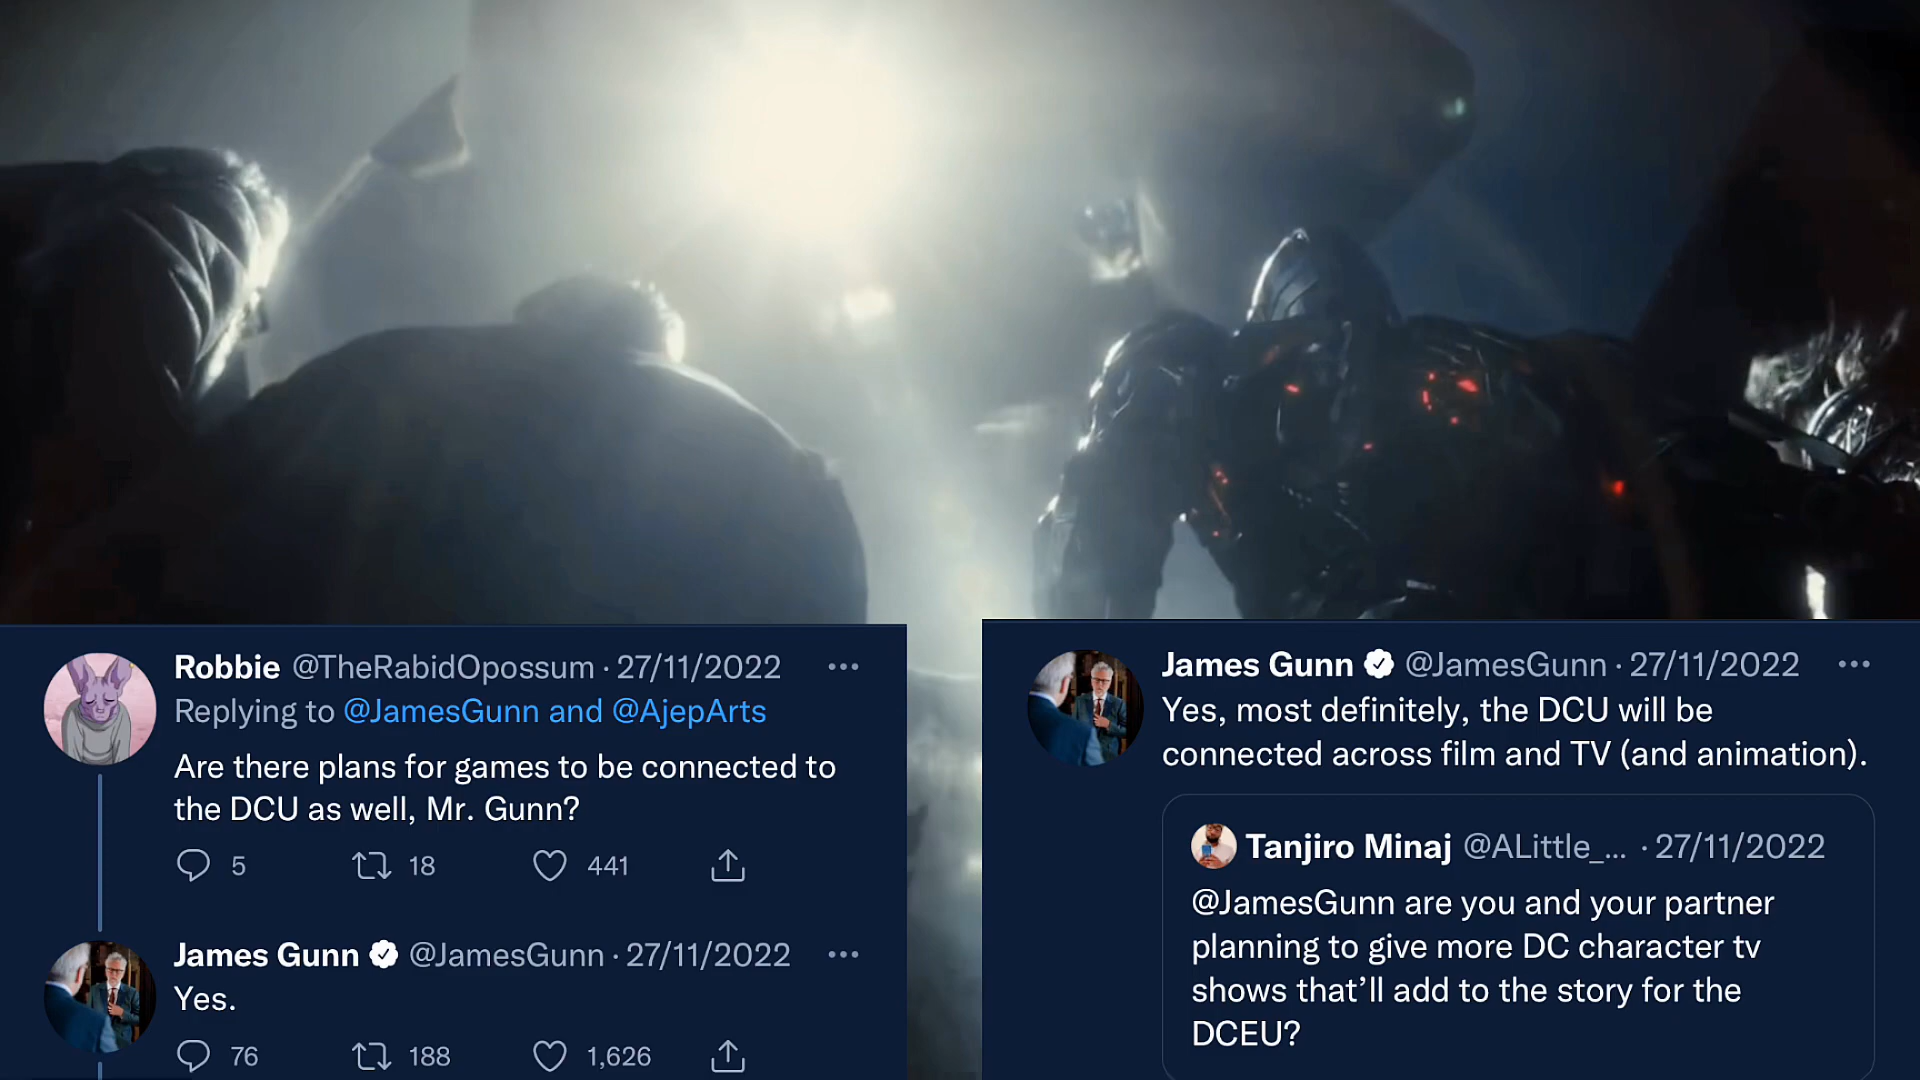 Robbie @TheRabidOpossum · 27/11/2022
Replying to @JamesGunn and @AjepArts
Are there plans for games to be connected to
the DCU as well, Mr. Gunn?
5 18 441
James Gunn @JamesGunn · 27/11/2022
Yes.
76 188 1,626
James Gunn @JamesGunn · 27/11/2022
Yes, most definitely, the DCU will be
connected across film and TV (and animation).
Tanjiro Minaj @ALittle_... · 27/11/2022
@JamesGunn are you and your partner
planning to give more DC character tv
shows that’ll add to the story for the
DCEU?